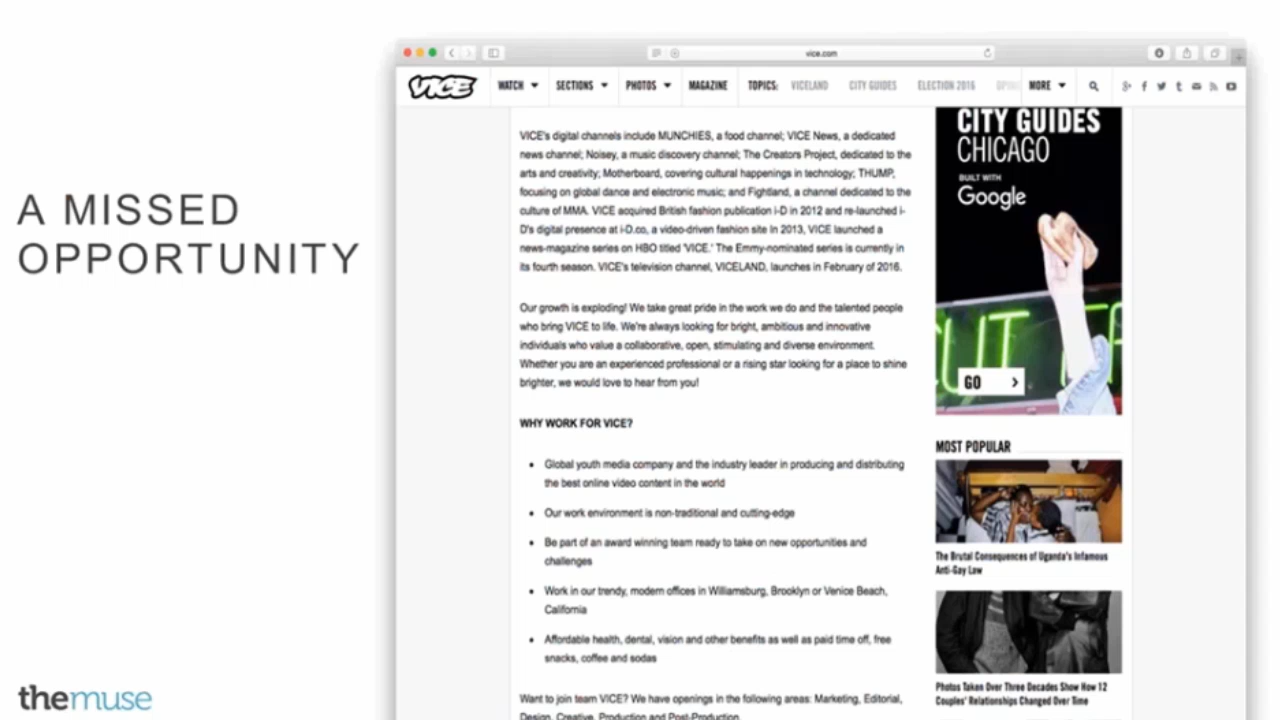 A MISSED
OPPORTUNITY
themuse
vice.com
VICE
WATCH
SECTIONS
PHOTOS
MAGAZINE
TOPICS:
VICELAND
CITY GUIDES
ELECTION 2016
MORE
VICE's digital channels include MUNCHIES, a food channel; VICE News, a dedicated
news channel; Noisey, a music discovery channel; The Creators Project, dedicated to the
arts and creativity; Motherboard, covering cultural happenings in technology; THUMP,
focusing on global dance and electronic music; and Fightland, a channel dedicated to the
culture of MMA. VICE acquired British fashion publication i-D in 2012 and re-launched i-
D's digital presence at i-D.co, a video-driven fashion site In 2013, VICE launched a
news-magazine series on HBO titled 'VICE.' The Emmy-nominated series is currently in
its fourth season. VICE's television channel, VICELAND, launches in February of 2016.
Our growth is exploding! We take great pride in the work we do and the talented people
who bring VICE to life. We're always looking for bright, ambitious and innovative
individuals who value a collaborative, open, stimulating and diverse environment.
Whether you are an experienced professional or a rising star looking for a place to shine
brighter, we would love to hear from you!
WHY WORK FOR VICE?
• Global youth media company and the industry leader in producing and distributing
the best online video content in the world
• Our work environment is non-traditional and cutting-edge
• Be part of an award winning team ready to take on new opportunities and
challenges
• Work in our trendy, modern offices in Williamsburg, Brooklyn or Venice Beach,
California
• Affordable health, dental, vision and other benefits as well as paid time off, free
snacks, coffee and sodas
Want to join team VICE? We have openings in the following areas: Marketing, Editorial,
Design, Creative, Production and Post-Production.
CITY GUIDES
CHICAGO
BUILT WITH
Google
GO
MOST POPULAR
The Brutal Consequences of Uganda's Infamous
Anti-Gay Law
Photos Taken Over Three Decades Show How 12
Couples' Relationships Changed Over Time